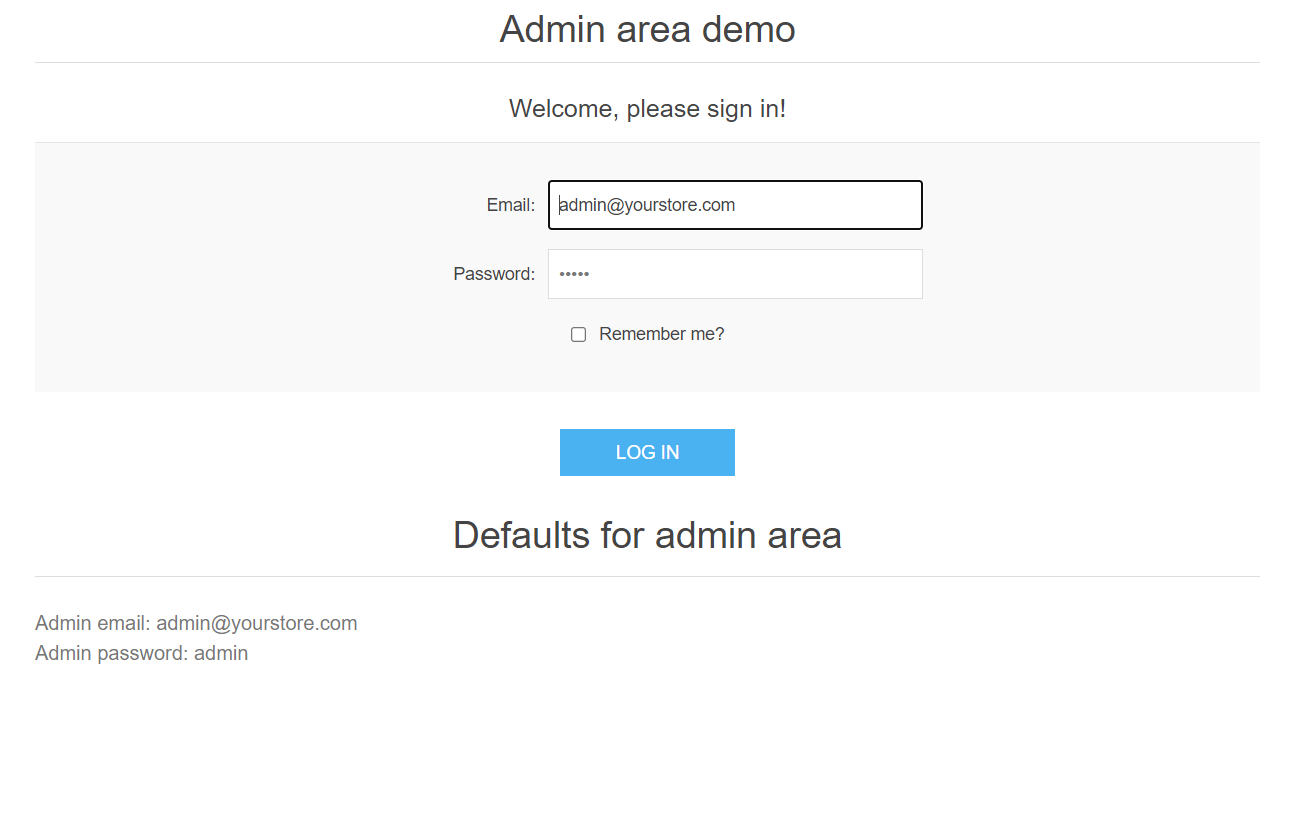 Admin area demo
Welcome, please sign in!
Email: admin@yourstore.com
Password: •••••
Remember me?
LOG IN
Defaults for admin area
Admin email: admin@yourstore.com
Admin password: admin